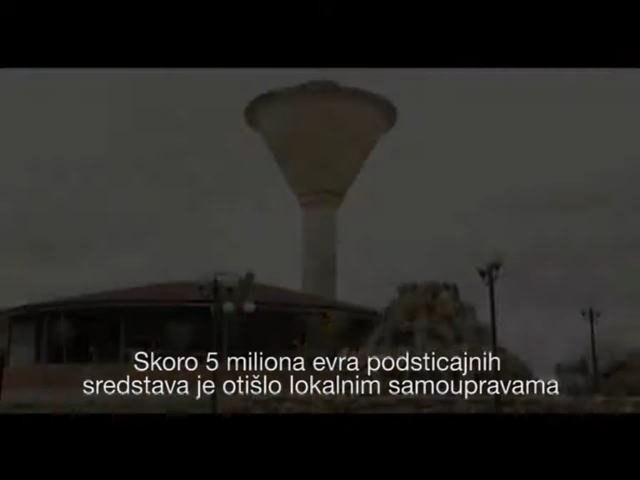 Skoro 5 miliona evra podsticajnih
sredstava je otišlo lokalnim samoupravama